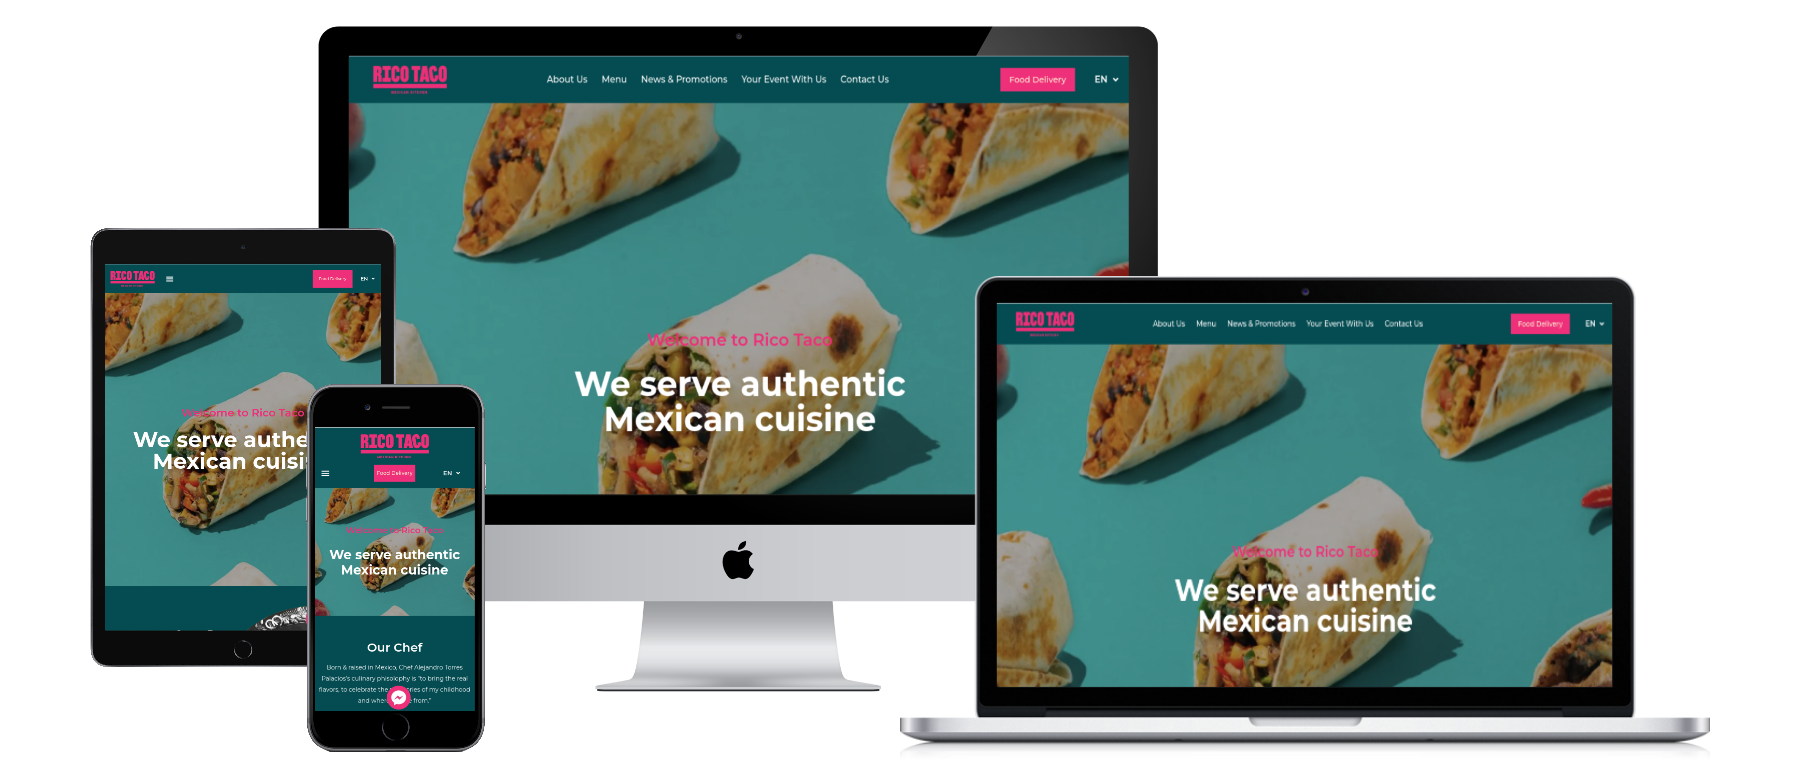 RICO TACO
MEXICAN KITCHEN
About Us Menu News & Promotions Your Event With Us Contact Us
Food Delivery
EN
Welcome to Rico Taco
We serve authentic
Mexican cuisine
RICO TACO
Food Delivery
EN
Welcome to Rico Taco
We serve authe
Mexican cuisi
RICO TACO
Food Delivery
EN
Welcome to Rico Taco
We serve authentic
Mexican cuisine
Our Chef
Born & raised in Mexico, Chef Alejandro Torres
Palacios's culinary phisolophy is "to bring the real
flavors, to celebrate the ries of my childhood
and where from."
RICO TACO
About Us Menu News & Promotions Your Event With Us Contact Us
Food Delivery
EN
Welcome to Rico Taco
We serve authentic
Mexican cuisine